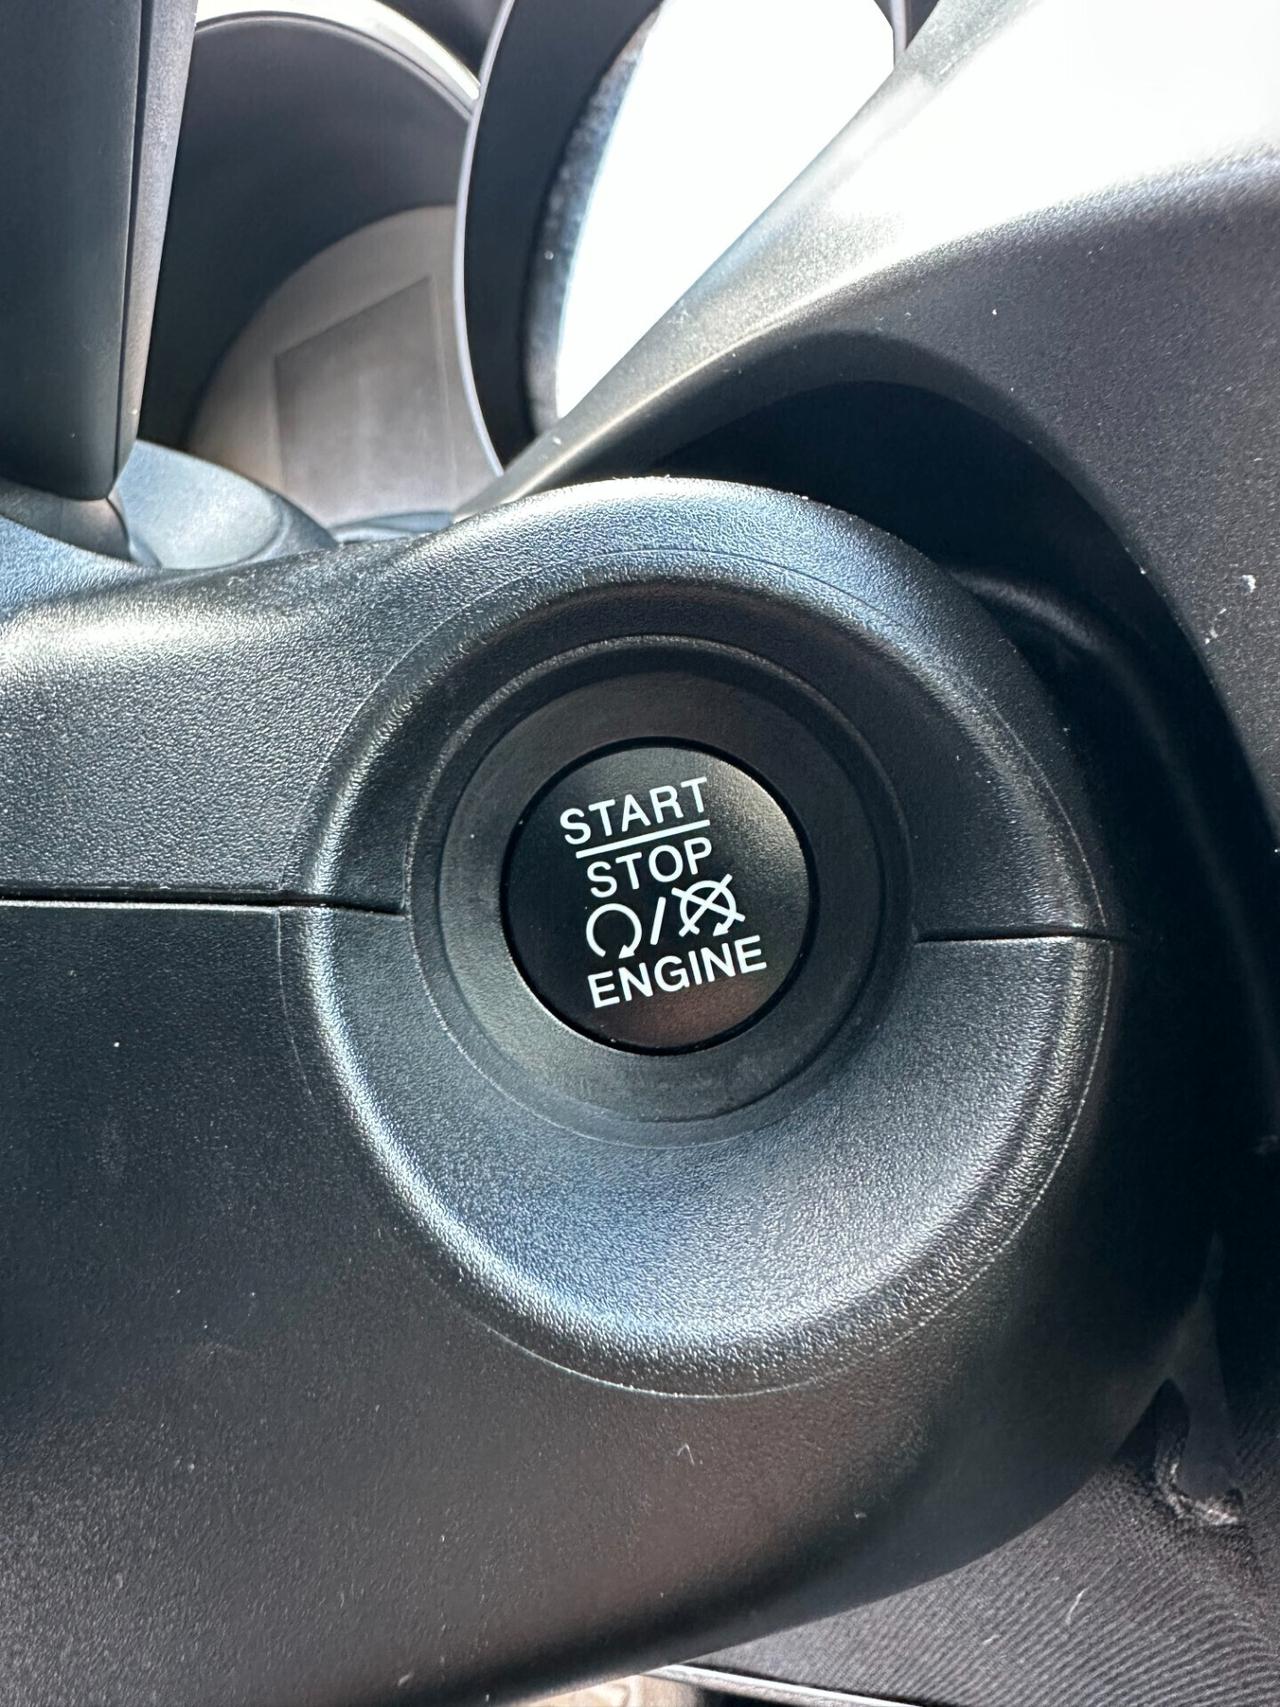 START
STOP
/
ENGINE